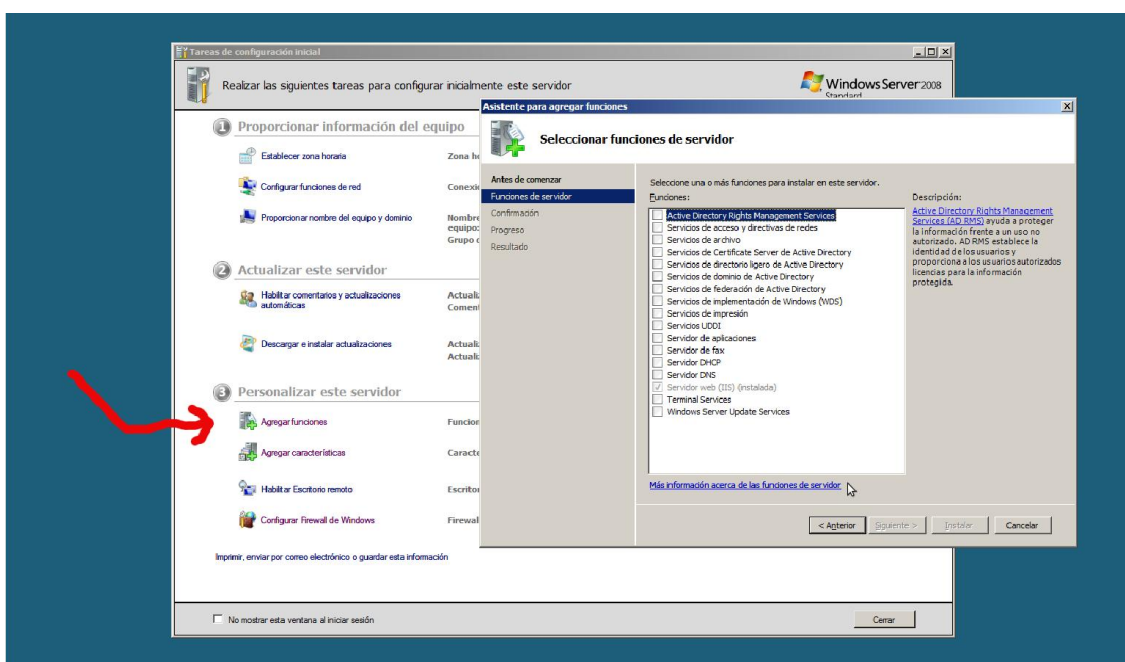 Tareas de configuración inicial
Realizar las siguientes tareas para configurar inicialmente este servidor
Windows Server 2008
Standard
1 Proporcionar información del equipo
Establecer zona horaria
Zona
Configurar funciones de red
Proporcionar nombre del equipo y dominio
Nombre
equipo:
Grupo
2 Actualizar este servidor
Habilitar comentarios y actualizaciones
automáticas
Descargar e instalar actualizaciones
3 Personalizar este servidor
Agregar funciones
Agregar características
Habilitar Escritorio remoto
Configurar Firewall de Windows
Firewal
Imprimir, enviar por correo electrónico o guardar esta información
No mostrar esta ventana al iniciar sesión
Cerrar
Asistente para agregar funciones
Seleccionar funciones de servidor
Antes de comenzar
Funciones de servidor
Confirmación
Progreso
Resultado
Seleccione una o más funciones para instalar en este servidor.
Funciones:
Active Directory Rights Management Services
Servicios de acceso y directivas de redes
Servicios de archivo
Servicios de Certificate Server de Active Directory
Servicios de directorio ligero de Active Directory
Servicios de dominio de Active Directory
Servicios de federación de Active Directory
Servicios de implementación de Windows (WDS)
Servicios de impresión
Servicios UDDI
Servidor de aplicaciones
Servidor de fax
Servidor DHCP
Servidor DNS
Servidor web (IIS) (instalada)
Terminal Services
Windows Server Update Services
Más información acerca de las funciones de servidor
Descripción:
Active Directory Rights Management
Services (AD RMS) ayuda a proteger
la información frente a un uso no
autorizado. AD RMS establece la
identidad de los usuarios y
proporciona a los usuarios autorizados
licencias para la información
protegida.
< Anterior
Siguiente >
Instalar
Cancelar